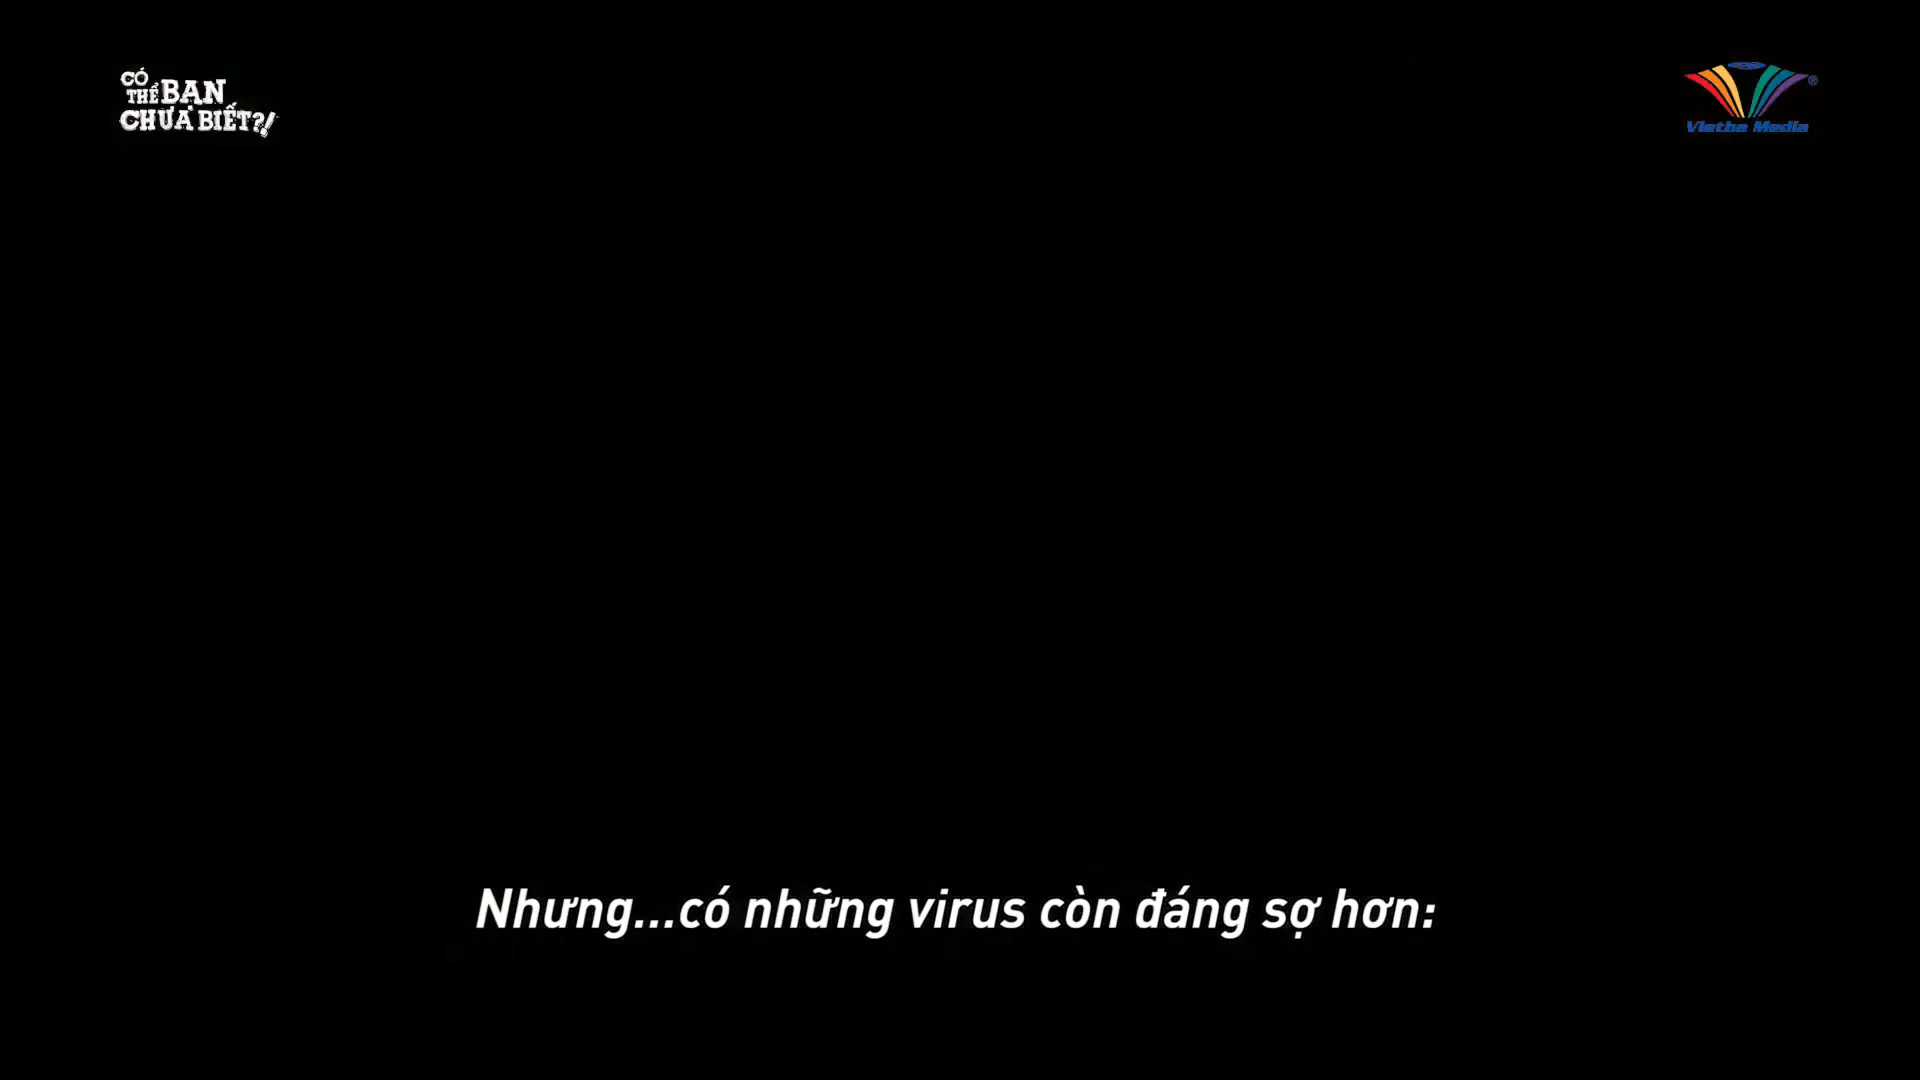 CÓ
THỂ BẠN
CHƯA BIẾT?!
Vietba Media
Nhưng...có những virus còn đáng sợ hơn: